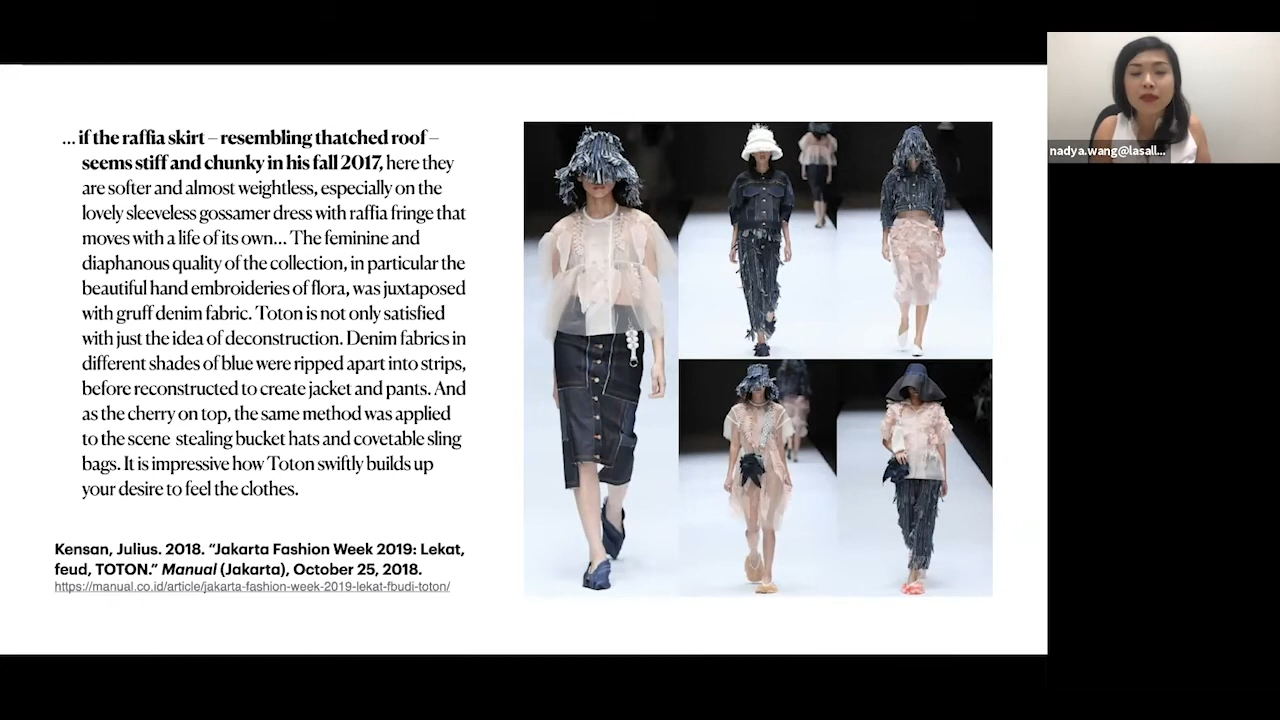 ... if the raffia skirt – resembling thatched roof –
seems stiff and chunky in his fall 2017, here they
are softer and almost weightless, especially on the
lovely sleeveless gossamer dress with raffia fringe that
moves with a life of its own... The feminine and
diaphanous quality of the collection, in particular the
beautiful hand embroideries of flora, was juxtaposed
with gruff denim fabric. Toton is not only satisfied
with just the idea of deconstruction. Denim fabrics in
different shades of blue were ripped apart into strips,
before reconstructed to create jacket and pants. And
as the cherry on top, the same method was applied
to the scene stealing bucket hats and covetable sling
bags. It is impressive how Toton swiftly builds up
your desire to feel the clothes.
Kensan, Julius. 2018. “Jakarta Fashion Week 2019: Lekat,
feud, TOTON.” Manual (Jakarta), October 25, 2018.
https://manual.co.id/article/jakarta-fashion-week-2019-lekat-fbudi-toton/
nadya.wang@lasall...